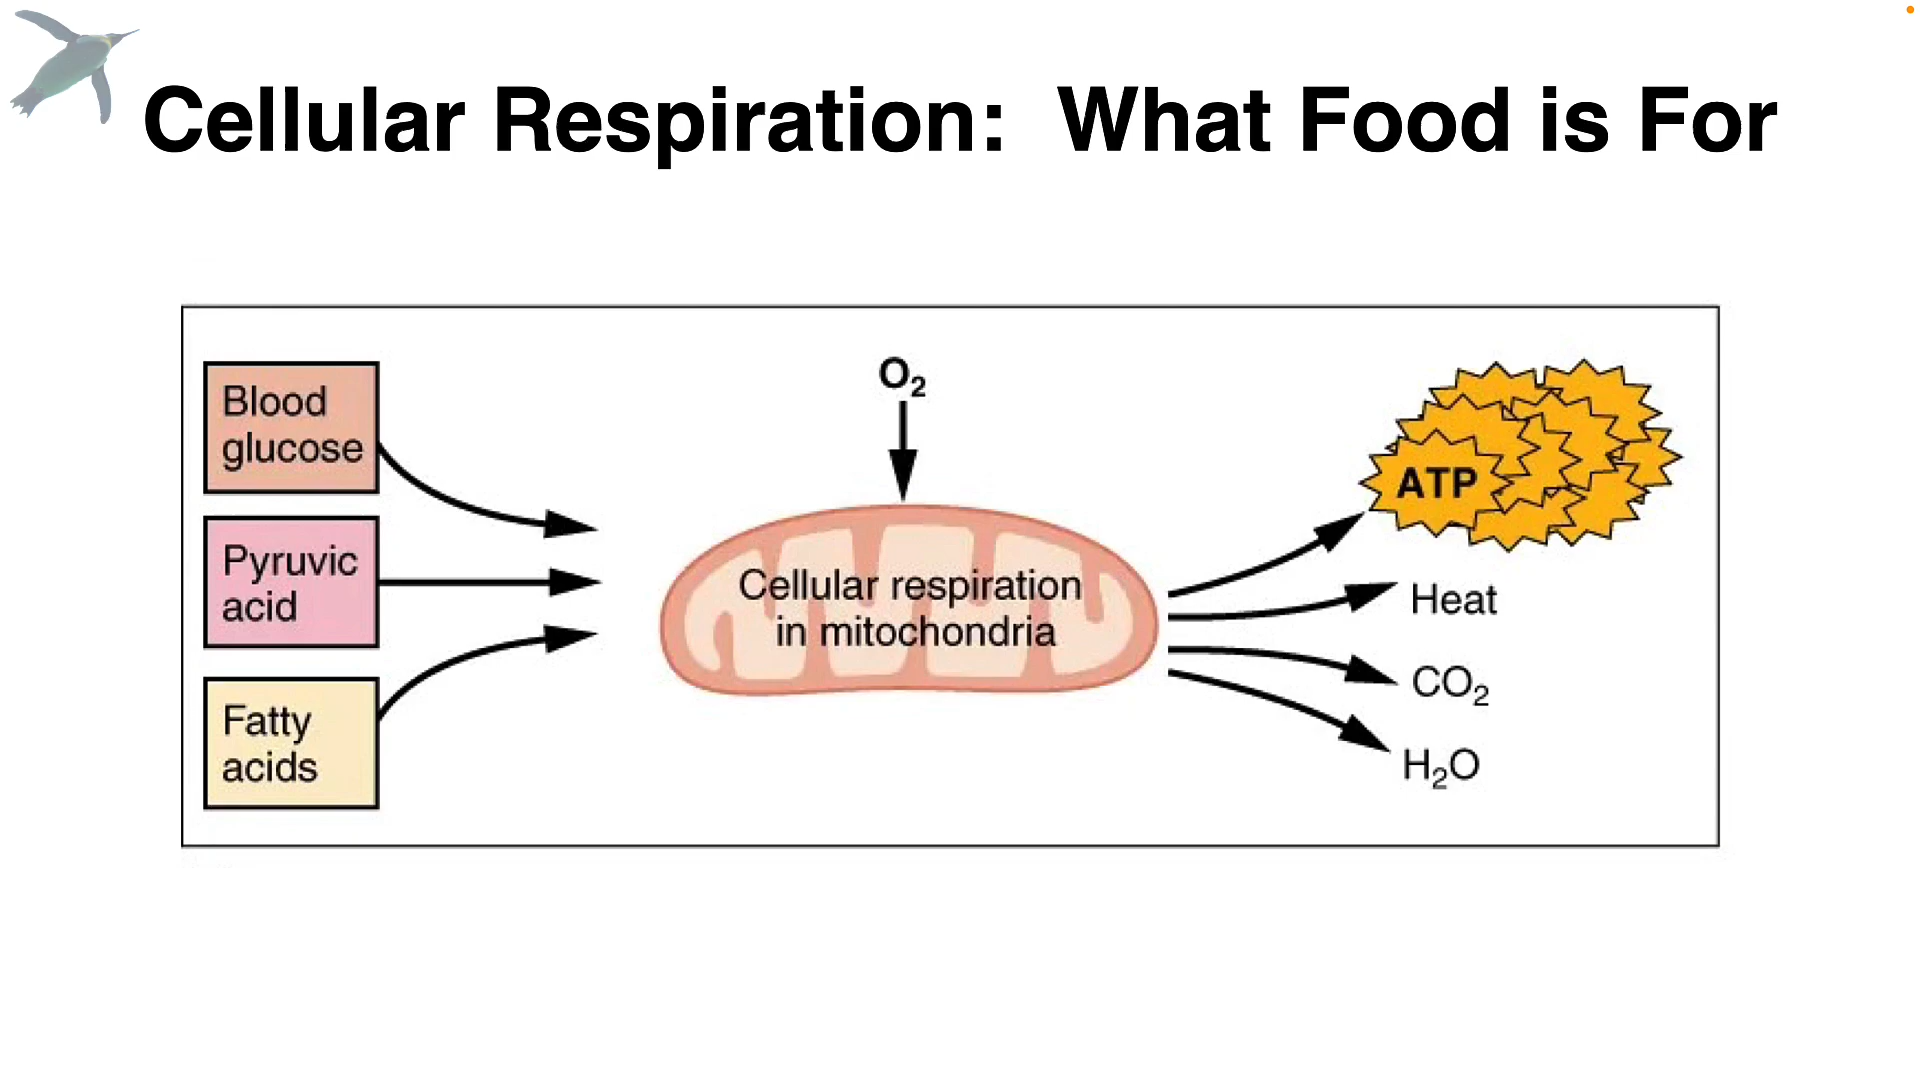 Cellular Respiration:  What Food is For
Blood
glucose
Pyruvic
acid
Fatty
acids
O₂
Cellular respiration
in mitochondria
ATP
Heat
CO₂
H₂O